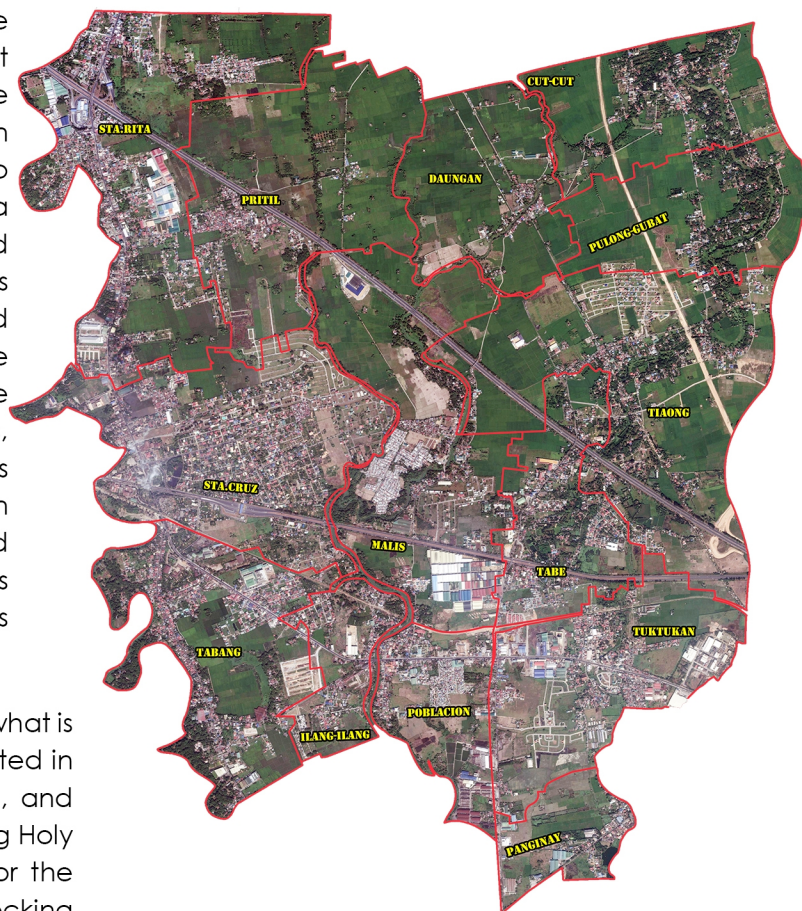 e
t
e
n
o
a
d
s
d
e
e
,
s
n
d
s
s
what is
ted in
, and
g Holy
or the
ocking
CUT-CUT
STA.RITA
DAUNGAN
PRITIL
PULONG-GUBAT
TIAONG
STA.CRUZ
MALIS
TABE
TUKTUKAN
TABANG
POBLACION
ILANG-ILANG
PANGINAY